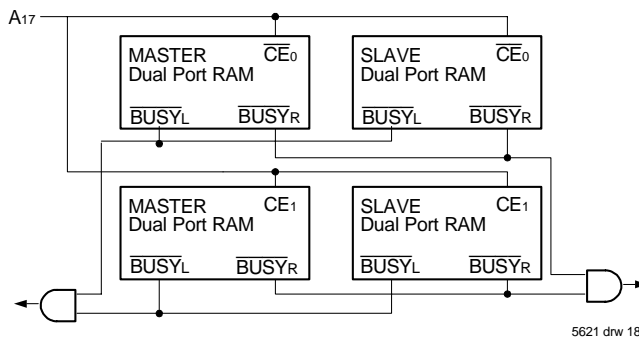 A17
MASTER
Dual Port RAM
CE0
BUSYL
BUSYR
SLAVE
Dual Port RAM
CE0
BUSYL
BUSYR
MASTER
Dual Port RAM
CE1
BUSYL
BUSYR
SLAVE
Dual Port RAM
CE1
BUSYL
BUSYR
5621 drw 18